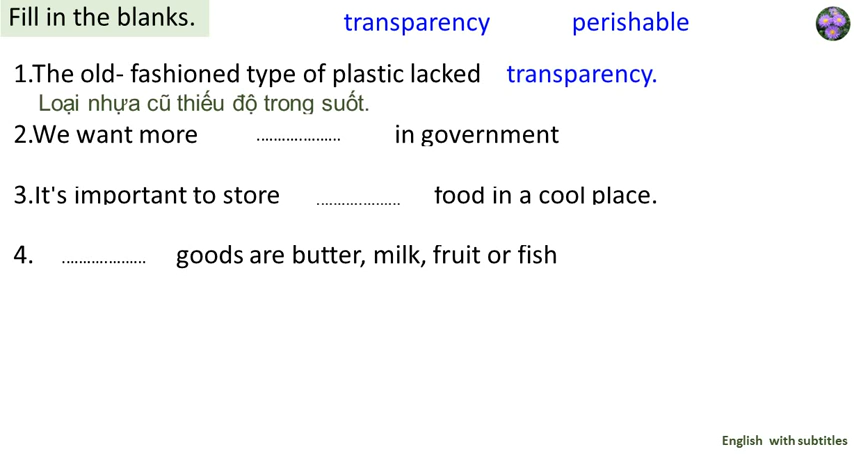 Fill in the blanks.
transparency perishable
1.The old- fashioned type of plastic lacked transparency.
Loại nhựa cũ thiếu độ trong suốt.
2.We want more ..................... in government
3.It's important to store ..................... food in a cool place.
4. ..................... goods are butter, milk, fruit or fish
English with subtitles